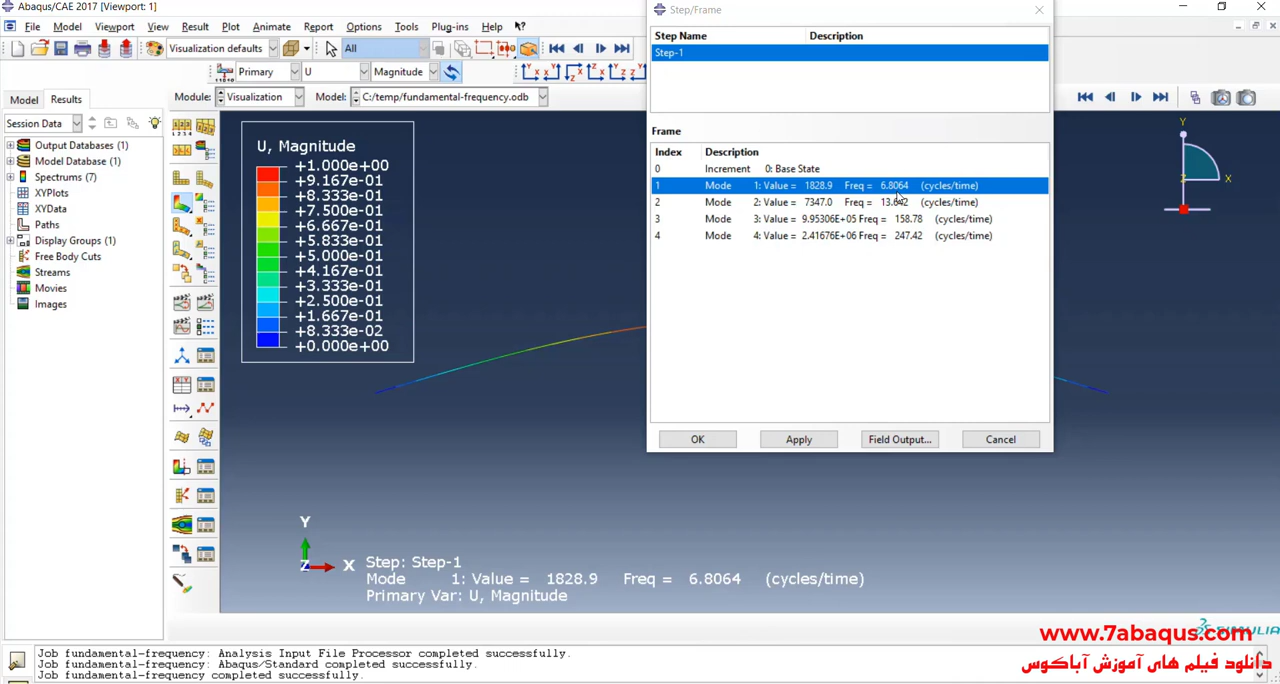 Abaqus/CAE 2017 [Viewport: 1]
File Model Viewport View Result Plot Animate Report Options Tools Plug-ins Help
Visualization defaults
All
Primary U Magnitude
Model Results
Module: Visualization Model: C:/temp/fundamental-frequency.odb
Session Data
Output Databases (1)
Model Database (1)
Spectrums (7)
XYPlots
XYData
Paths
Display Groups (1)
Free Body Cuts
Streams
Movies
Images
U, Magnitude
+1.000e+00
+9.167e-01
+8.333e-01
+7.500e-01
+6.667e-01
+5.833e-01
+5.000e-01
+4.167e-01
+3.333e-01
+2.500e-01
+1.667e-01
+8.333e-02
+0.000e+00
Step/Frame
Step Name Description
Step-1
Frame
Index Description
0 Increment 0: Base State
1 Mode 1: Value = 1828.9 Freq = 6.8064 (cycles/time)
2 Mode 2: Value = 7347.0 Freq = 13.642 (cycles/time)
3 Mode 3: Value = 9.95306E+05 Freq = 158.78 (cycles/time)
4 Mode 4: Value = 2.41676E+06 Freq = 247.42 (cycles/time)
OK Apply Field Output... Cancel
Y
Z X
Y
Z X
Step: Step-1
Mode 1: Value = 1828.9 Freq = 6.8064 (cycles/time)
Primary Var: U, Magnitude
Job fundamental-frequency: Analysis Input File Processor completed successfully.
Job fundamental-frequency: Abaqus/Standard completed successfully.
Job fundamental-frequency completed successfully.
www.7abaqus.com
دانلود فیلم های آموزش آباکوس